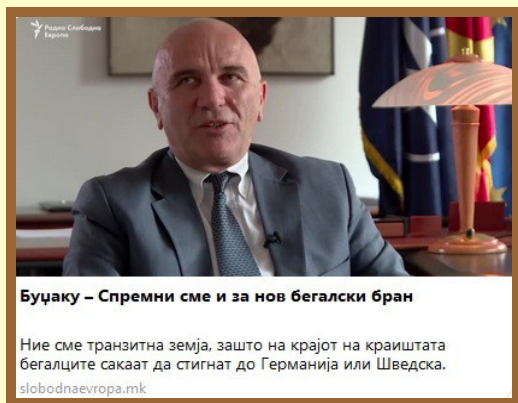 Радио Слободна
Европа
Буџаку – Спремни сме и за нов бегалски бран
Ние сме транзитна земја, зашто на крајот на краиштата
бегалците сакаат да стигнат до Германија или Шведска.
slobodnaevropa.mk